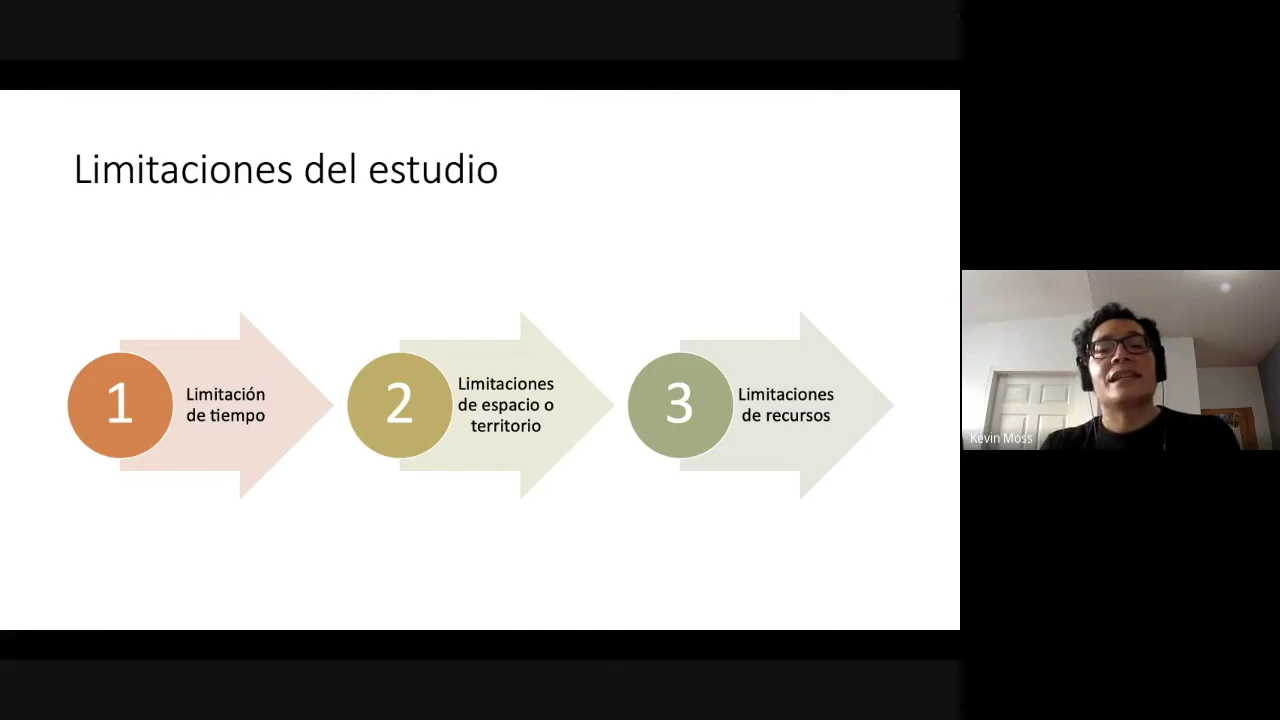 Limitaciones del estudio
1
Limitación
de tiempo
2
Limitaciones
de espacio o
territorio
3
Limitaciones
de recursos
Kevin Moss